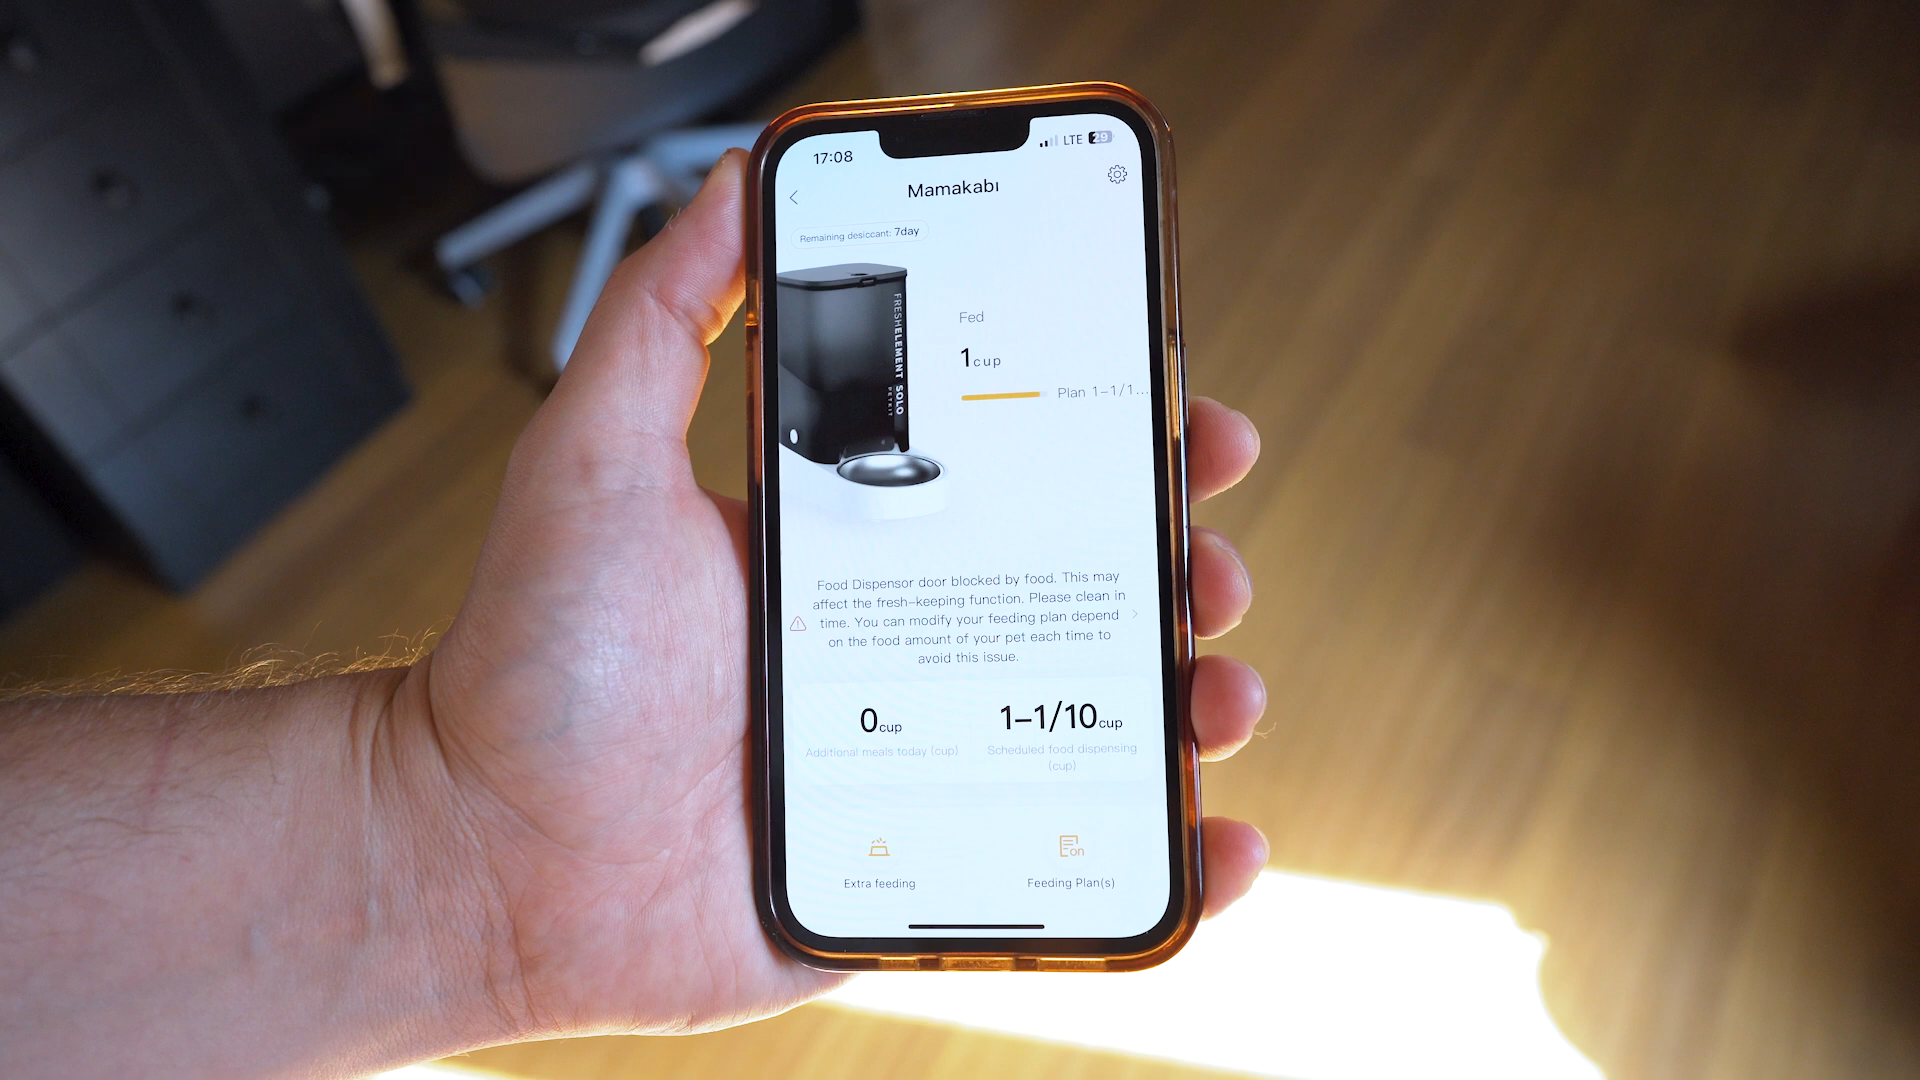 17:08
LTE 29
Mamakabı
Remaining desiccant: 7day
FRESHELEMENT SOLO
PETKIT
Fed
1cup
Plan 1-1/1...
Food Dispensor door blocked by food. This may
affect the fresh-keeping function. Please clean in
time. You can modify your feeding plan depend
on the food amount of your pet each time to
avoid this issue.
0cup
Additional meals today (cup)
1-1/10cup
Scheduled food dispensing
(cup)
on
Extra feeding
Feeding Plan(s)